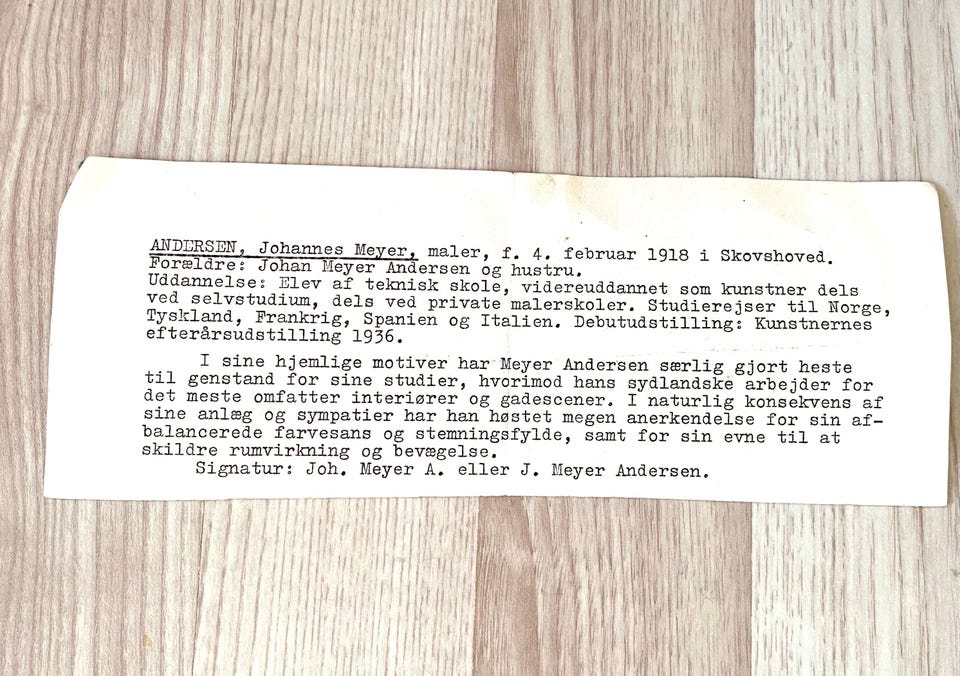 ANDERSEN, Johannes Meyer, maler, f. 4. februar 1918 i Skovshoved.
Forældre: Johan Meyer Andersen og hustru.
Uddannelse: Elev af teknisk skole, videreuddannet som kunstner dels
ved selvstudium, dels ved private malerskoler. Studierejser til Norge,
Tyskland, Frankrig, Spanien og Italien. Debutudstilling: Kunstnernes
efterårsudstilling 1936.
I sine hjemlige motiver har Meyer Andersen særlig gjort heste
til genstand for sine studier, hvorimod hans sydlandske arbejder for
det meste omfatter interiører og gadescener. I naturlig konsekvens af
sine anlæg og sympatier har han høstet megen anerkendelse for sin af-
balancerede farvesans og stemningsfylde, samt for sin evne til at
skildre rumvirkning og bevægelse.
Signatur: Joh. Meyer A. eller J. Meyer Andersen.